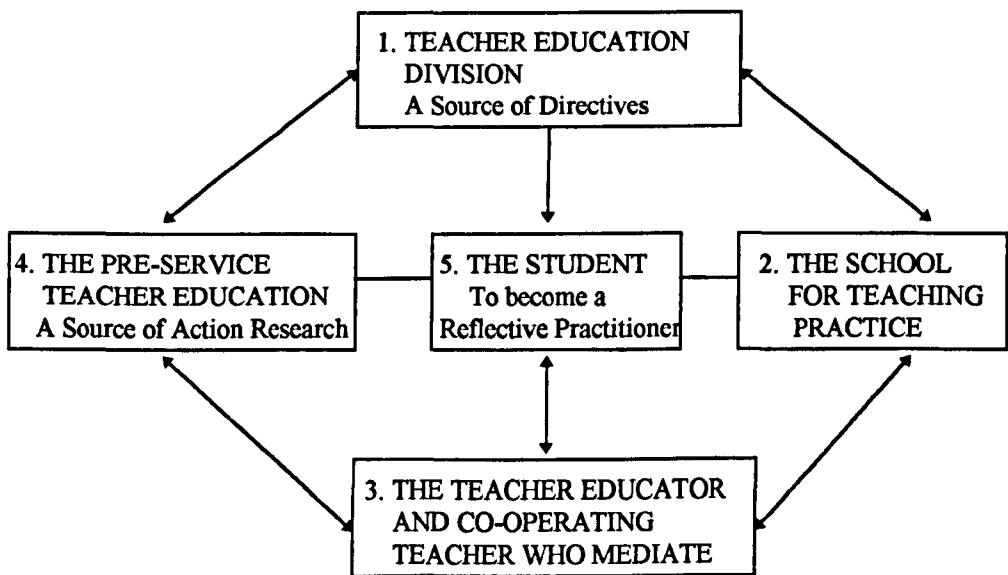 1. TEACHER EDUCATION
DIVISION
A Source of Directives
4. THE PRE-SERVICE
TEACHER EDUCATION
A Source of Action Research
5. THE STUDENT
To become a
Reflective Practitioner
2. THE SCHOOL
FOR TEACHING
PRACTICE
3. THE TEACHER EDUCATOR
AND CO-OPERATING
TEACHER WHO MEDIATE